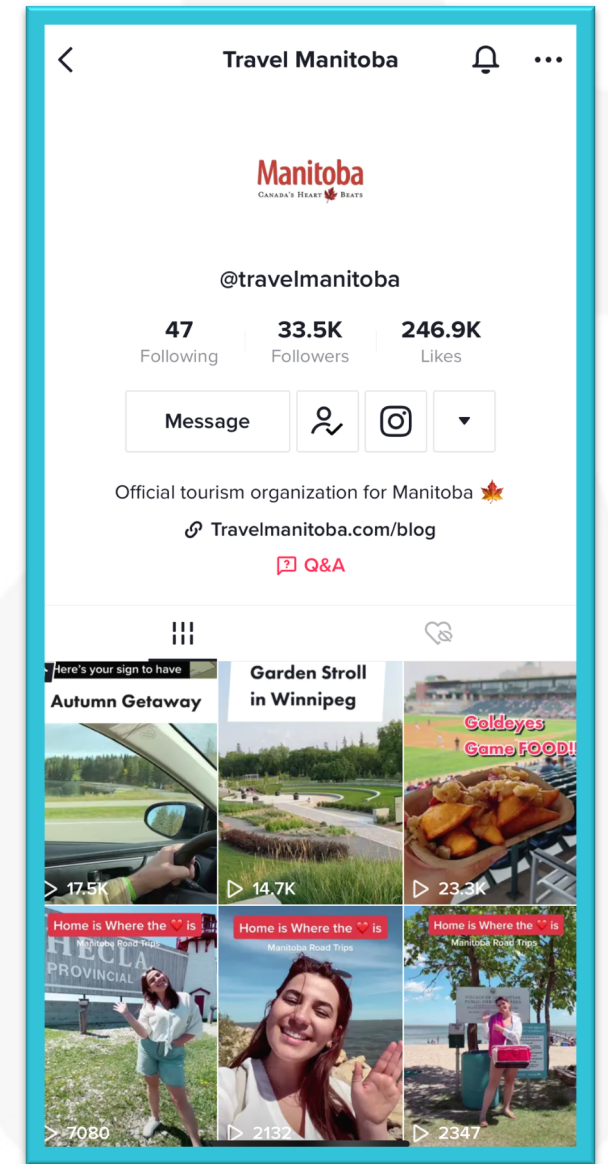 Travel Manitoba
Manitoba
CANADA'S HEART BEATS
@travelmanitoba
47 33.5K 246.9K
Following Followers Likes
Message
Official tourism organization for Manitoba 🍁
Travelmanitoba.com/blog
Q&A
Here's your sign to have
Autumn Getaway
17.5K
Garden Stroll
in Winnipeg
14.7K
Goldeyes
Game FOOD!!
23.3K
Home is Where the ❤️ is
Manitoba Road Trips
HECLA
PROVINCIAL
7080
Home is Where the ❤️ is
Manitoba Road Trips
2132
Home is Where the ❤️ is
Manitoba Road Trips
2347